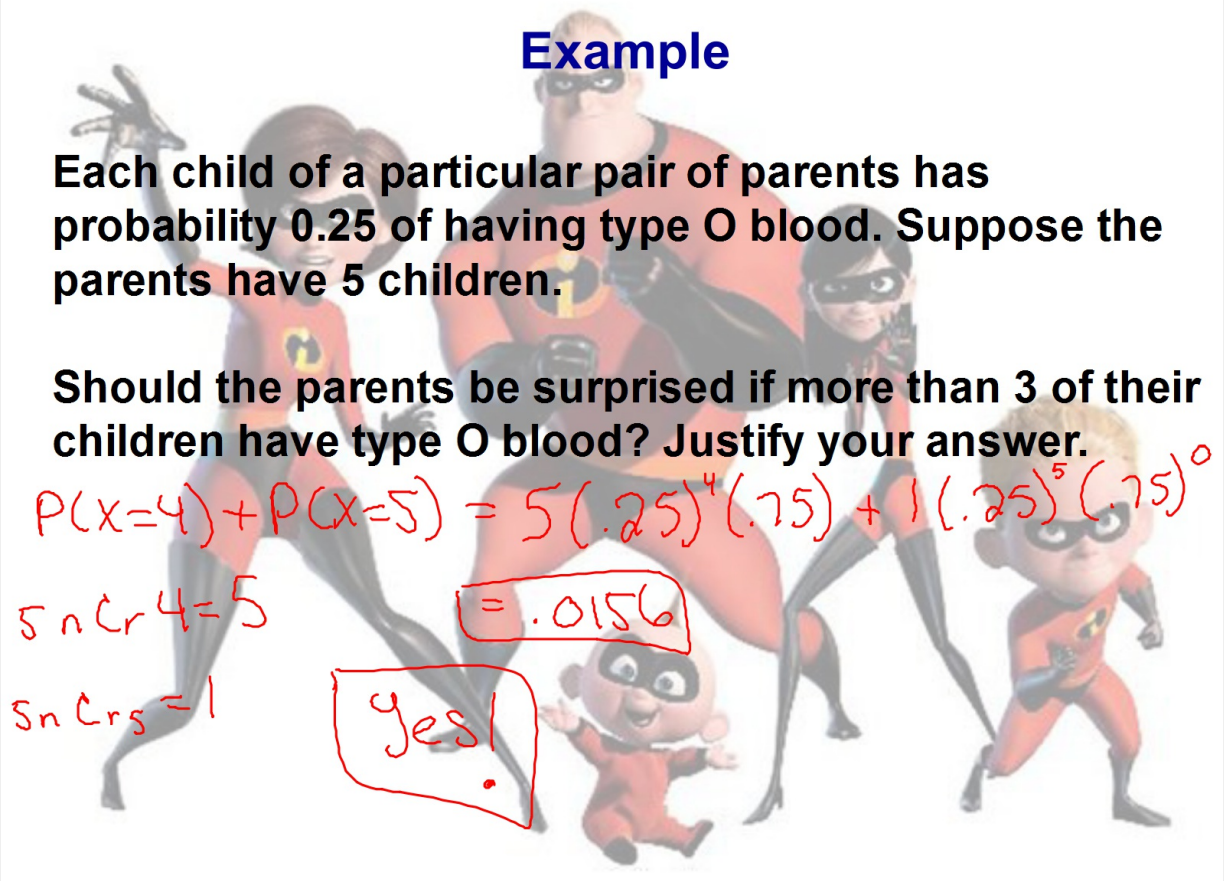 Example
Each child of a particular pair of parents has
probability 0.25 of having type O blood. Suppose the
parents have 5 children.
Should the parents be surprised if more than 3 of their
children have type O blood? Justify your answer.
P(X=4)+P(X=5) = 5(.25)⁴(.75) + 1(.25)⁵(.75)⁰
5nCr4=5
= .0156
5nCr5=1
Yes!